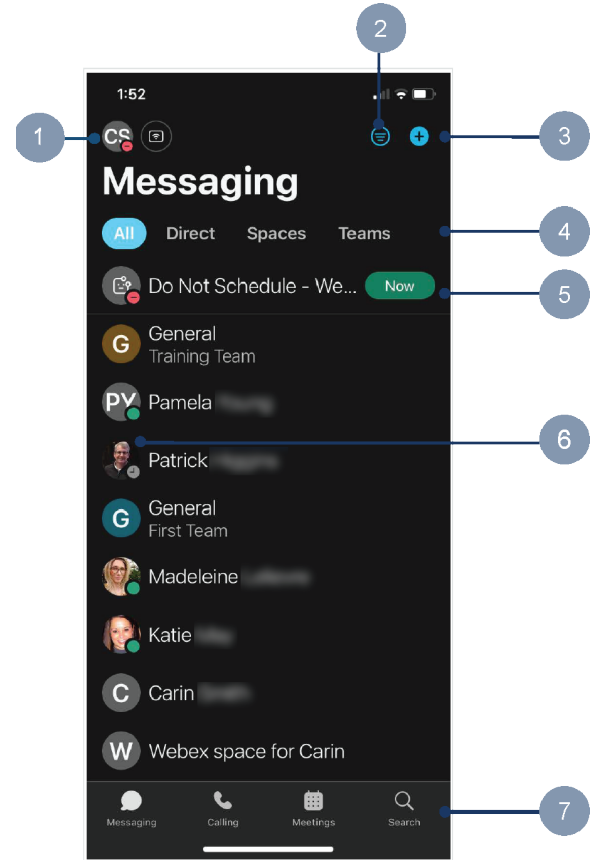 2
1:52
1
CS
3
Messaging
All Direct Spaces Teams
4
Do Not Schedule - We... Now
5
G
General
Training Team
PY
Pamela
6
Patrick
G
General
First Team
Madeleine
Katie
C
Carin
W
Webex space for Carin
Messaging Calling Meetings Search
7